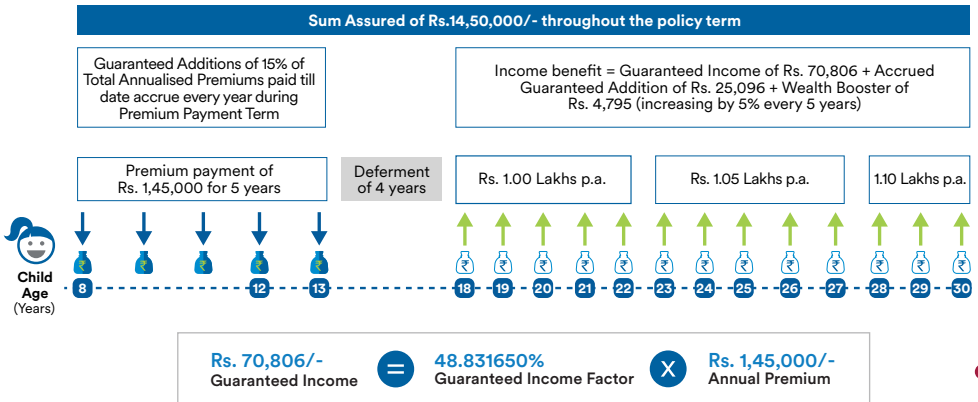 Sum Assured of Rs.14,50,000/- throughout the policy term
Guaranteed Additions of 15% of
Total Annualised Premiums paid till
date accrue every year during
Premium Payment Term
Income benefit = Guaranteed Income of Rs. 70,806 + Accrued
Guaranteed Addition of Rs. 25,096 + Wealth Booster of
Rs. 4,795 (increasing by 5% every 5 years)
Premium payment of
Rs. 1,45,000 for 5 years
Deferment
of 4 years
Rs. 1.00 Lakhs p.a.
Rs. 1.05 Lakhs p.a.
1.10 Lakhs p.a.
₹ ₹ ₹ ₹ ₹ ₹ ₹ ₹ ₹ ₹ ₹ ₹ ₹ ₹ ₹ ₹ ₹ ₹
Child
Age
(Years)
8 12 13 18 19 20 21 22 23 24 25 26 27 28 29 30
Rs. 70,806/-
Guaranteed Income
=
48.831650%
Guaranteed Income Factor
X
Rs. 1,45,000/-
Annual Premium